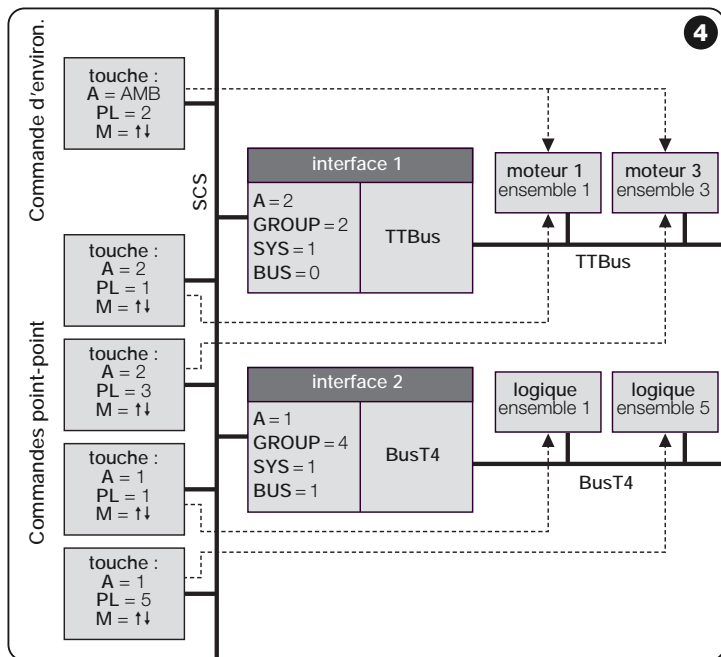 4
Commande d'environ.
touche :
A = AMB
PL = 2
M = ↑↓
SCS
interface 1
A = 2
GROUP = 2
SYS = 1
BUS = 0
TTBus
moteur 1
ensemble 1
moteur 3
ensemble 3
TTBus
Commandes point-point
touche :
A = 2
PL = 1
M = ↑↓
touche :
A = 2
PL = 3
M = ↑↓
interface 2
A = 1
GROUP = 4
SYS = 1
BUS = 1
BusT4
logique
ensemble 1
logique
ensemble 5
BusT4
touche :
A = 1
PL = 1
M = ↑↓
touche :
A = 1
PL = 5
M = ↑↓